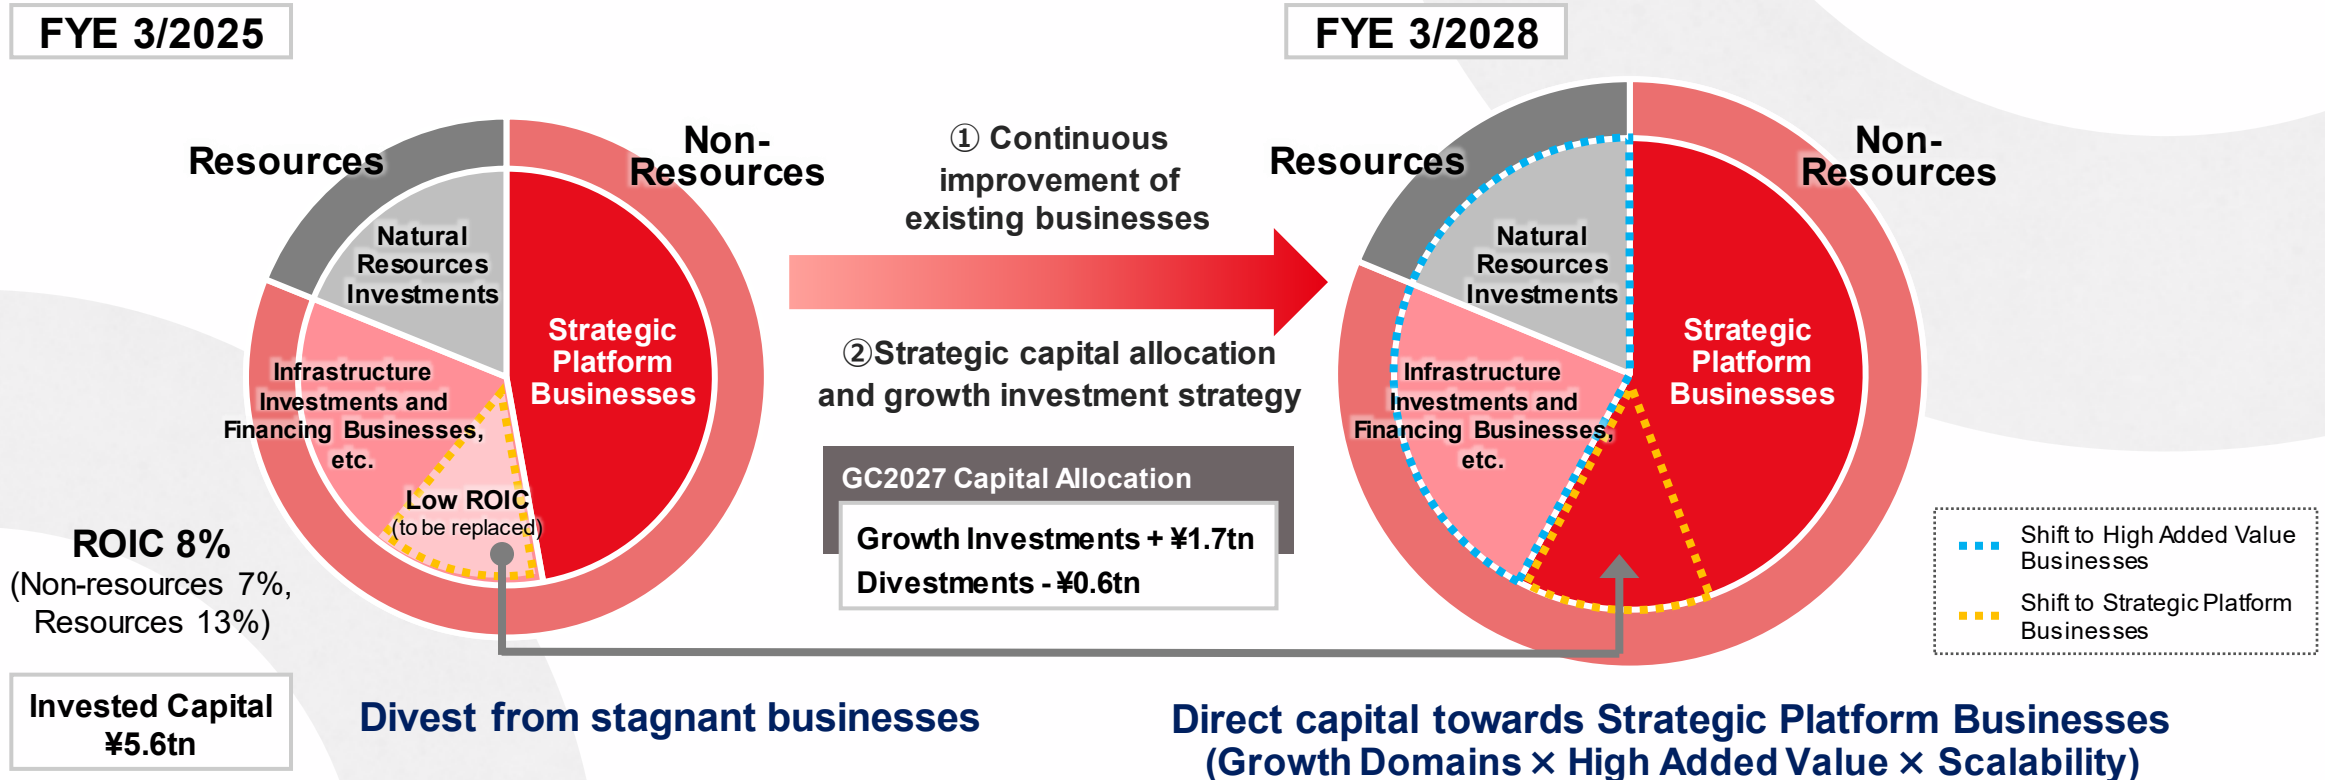 FYE 3/2025
Resources
Non-
Resources
Natural
Resources
Investments
Strategic
Platform
Businesses
Infrastructure
Investments and
Financing Businesses,
etc.
Low ROIC
(to be replaced)
ROIC 8%
(Non-resources 7%,
Resources 13%)
Invested Capital
¥5.6tn
Divest from stagnant businesses
① Continuous
improvement of
existing businesses
②Strategic capital allocation
and growth investment strategy
GC2027 Capital Allocation
Growth Investments + ¥1.7tn
Divestments - ¥0.6tn
FYE 3/2028
Resources
Non-
Resources
Natural
Resources
Investments
Strategic
Platform
Businesses
Infrastructure
Investments and
Financing Businesses,
etc.
Shift to High Added Value
Businesses
Shift to Strategic Platform
Businesses
Direct capital towards Strategic Platform Businesses
(Growth Domains × High Added Value × Scalability)